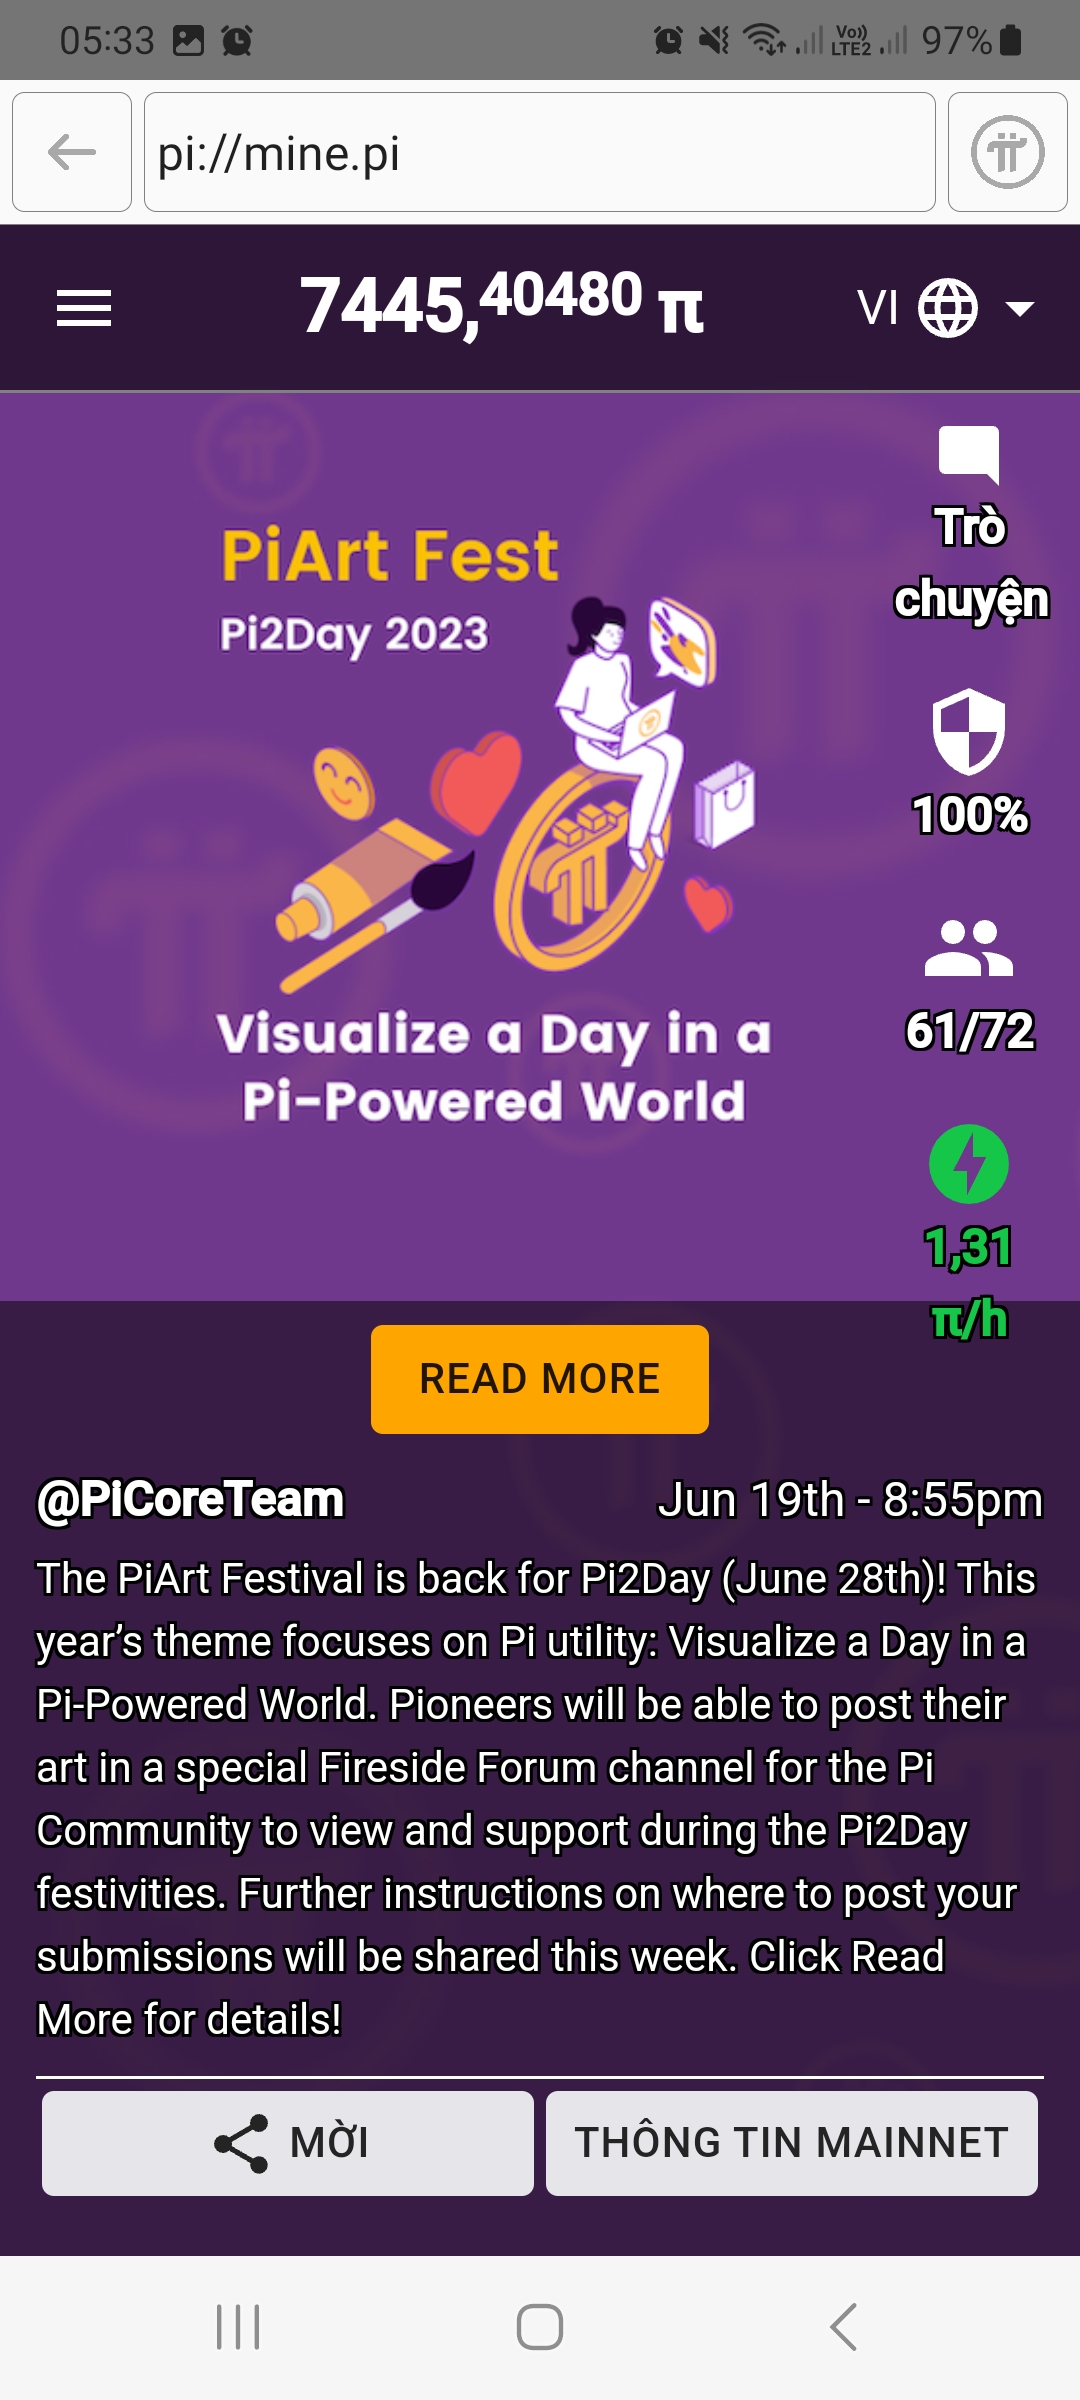 05:33
Vo))
LTE2
97%
pi://mine.pi
7445,40480 π
VI
PiArt Fest
Pi2Day 2023
Trò
chuyện
100%
61/72
Visualize a Day in a
Pi-Powered World
1,31
π/h
READ MORE
@PiCoreTeam
Jun 19th - 8:55pm
The PiArt Festival is back for Pi2Day (June 28th)! This
year’s theme focuses on Pi utility: Visualize a Day in a
Pi-Powered World. Pioneers will be able to post their
art in a special Fireside Forum channel for the Pi
Community to view and support during the Pi2Day
festivities. Further instructions on where to post your
submissions will be shared this week. Click Read
More for details!
MỜI
THÔNG TIN MAINNET